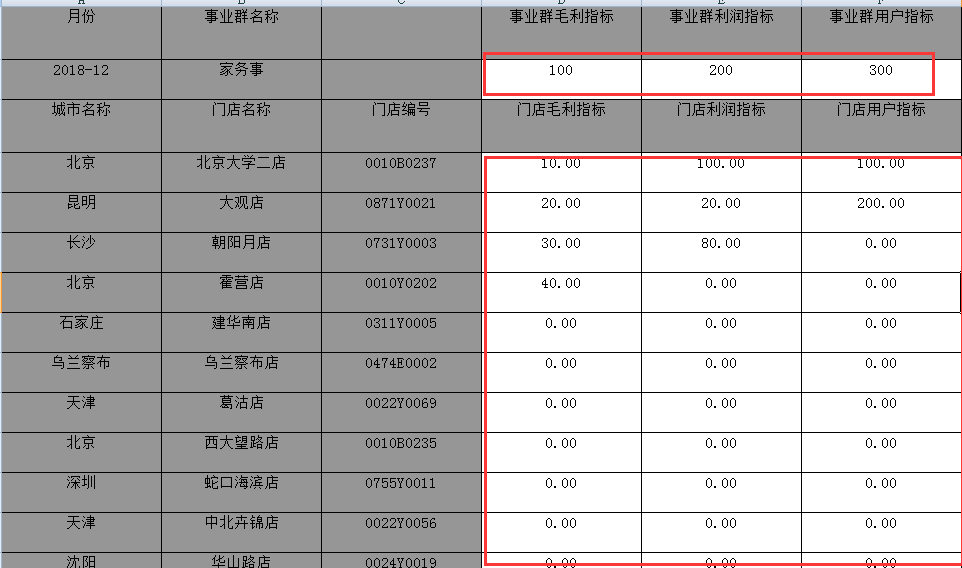 月份 事业群名称 事业群毛利指标 事业群利润指标 事业群用户指标
2018-12 家务事 100 200 300
城市名称 门店名称 门店编号 门店毛利指标 门店利润指标 门店用户指标
北京 北京大学二店 0010B0237 10.00 100.00 100.00
昆明 大观店 0871Y0021 20.00 20.00 200.00
长沙 朝阳月店 0731Y0003 30.00 80.00 0.00
北京 霍营店 0010Y0202 40.00 0.00 0.00
石家庄 建华南店 0311Y0005 0.00 0.00 0.00
乌兰察布 乌兰察布店 0474E0002 0.00 0.00 0.00
天津 葛沽店 0022Y0069 0.00 0.00 0.00
北京 西大望路店 0010B0235 0.00 0.00 0.00
深圳 蛇口海滨店 0755Y0011 0.00 0.00 0.00
天津 中北卉锦店 0022Y0056 0.00 0.00 0.00
沈阳 华山路店 0024Y0019 0.00 0.00 0.00